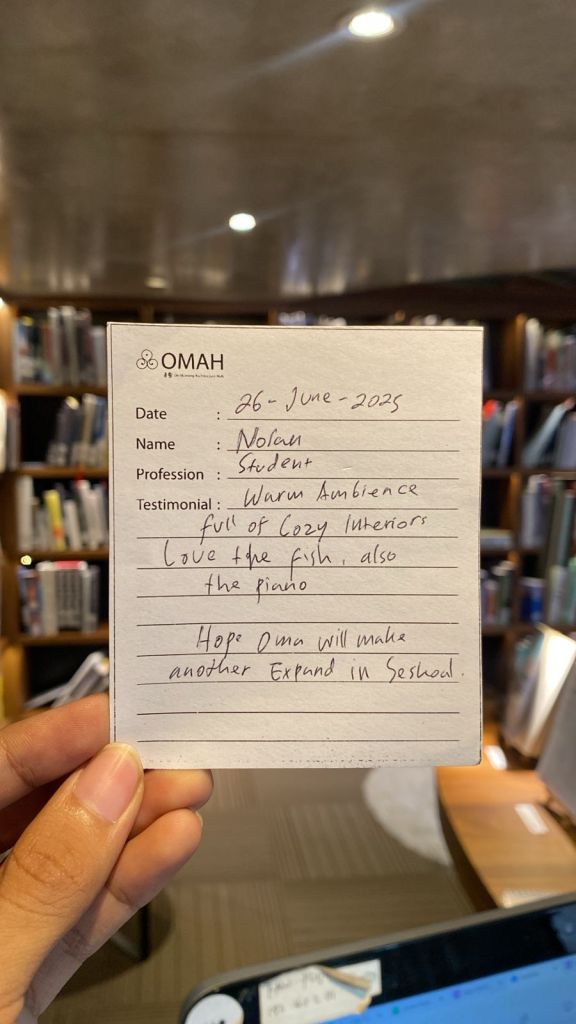 OMAH
Date : 26 - June - 2025
Name : Nolan
Profession : Student
Testimonial : Warm Ambience
full of Cozy Interiors
Love the fish, also
the piano
Hope Oma will make
another Expand in